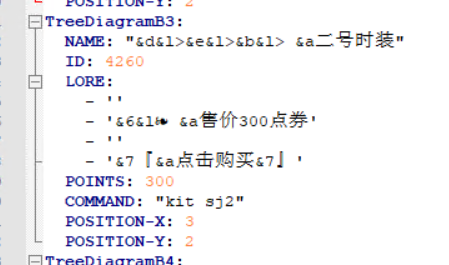 POSITION-Y: 2
TreeDiagramB3:
NAME: "&d&l>&e&l>&b&l> &a二号时装"
ID: 4260
LORE:
- ''
- '&6&l❧ &a售价300点券'
- ''
- '&7『&a点击购买&7』'
POINTS: 300
COMMAND: "kit sj2"
POSITION-X: 3
POSITION-Y: 2
TreeDiagramB4: